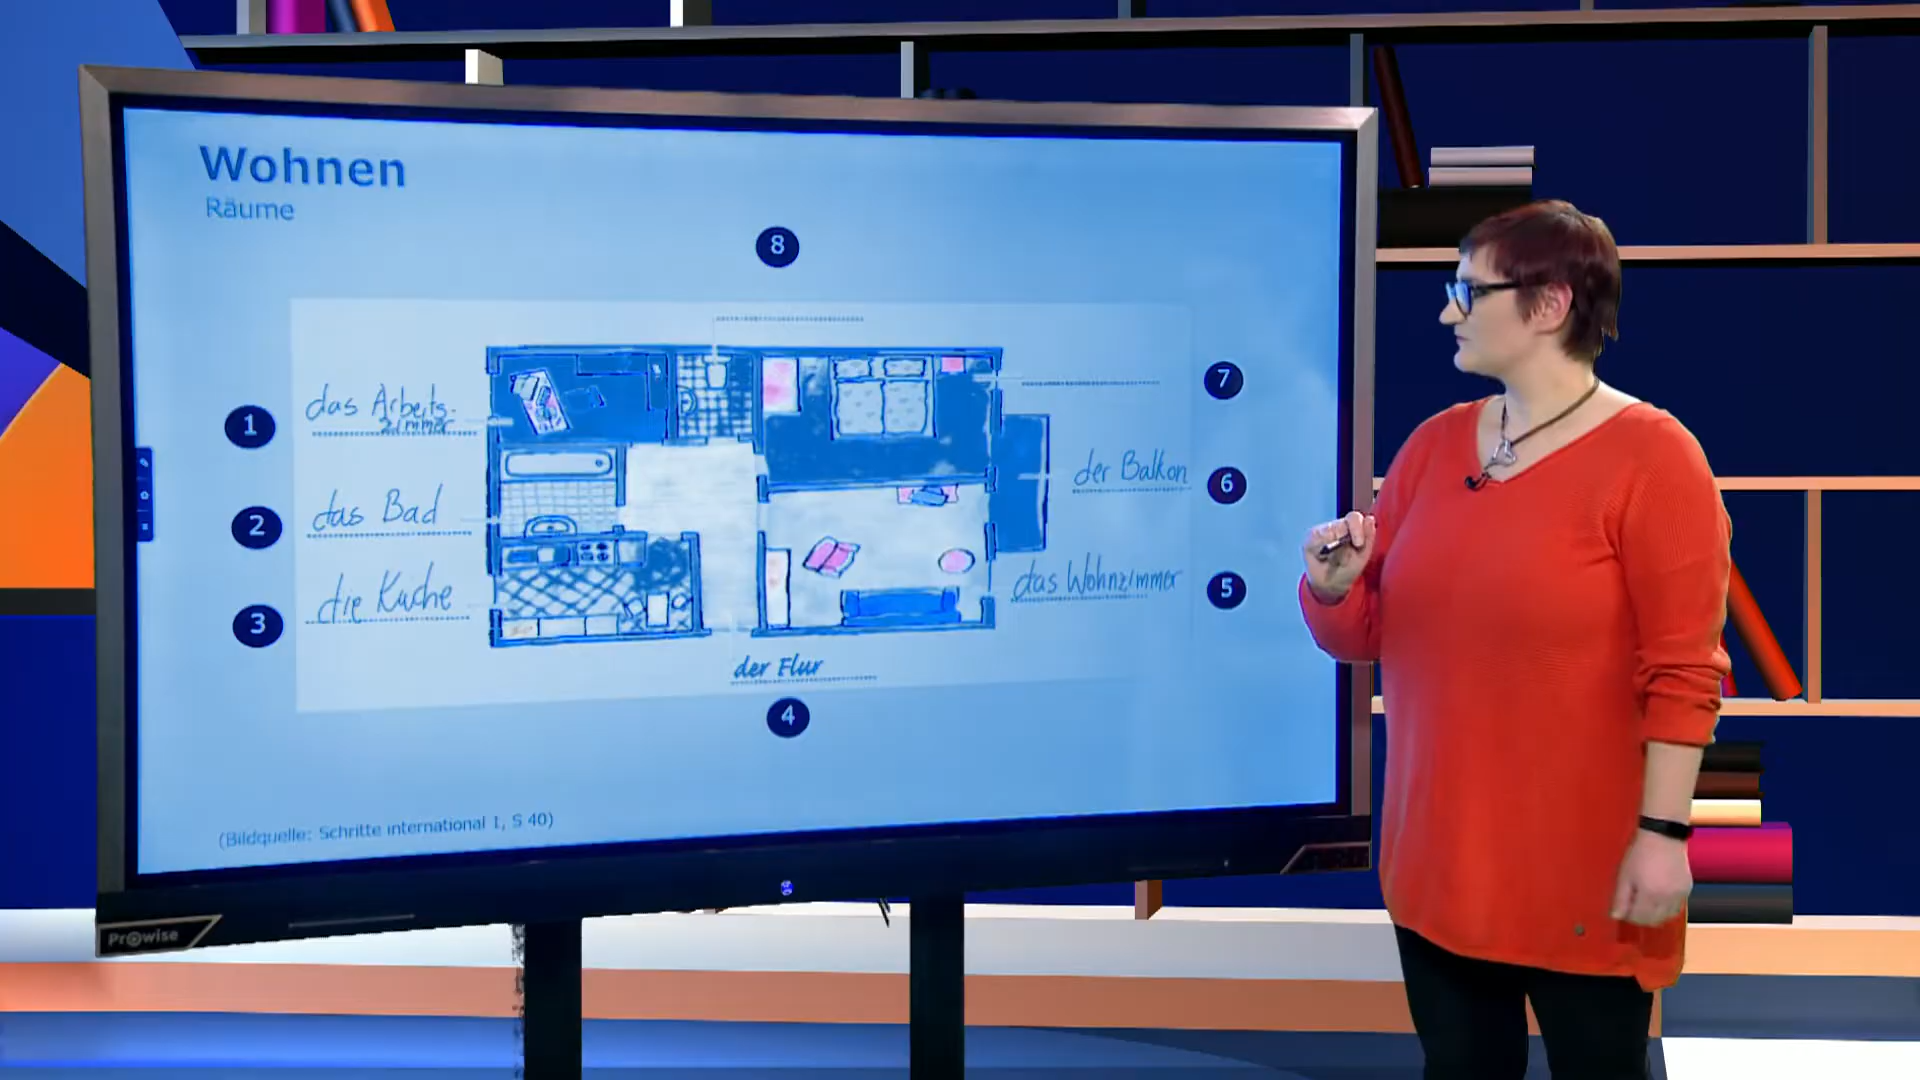 Wohnen
Räume
8
das Arbeits-
zimmer
1
7
der Balkon
6
das Bad
2
die Küche
3
das Wohnzimmer
5
der Flur
4
(Bildquelle: Schritte international 1, S 40)
Prowise